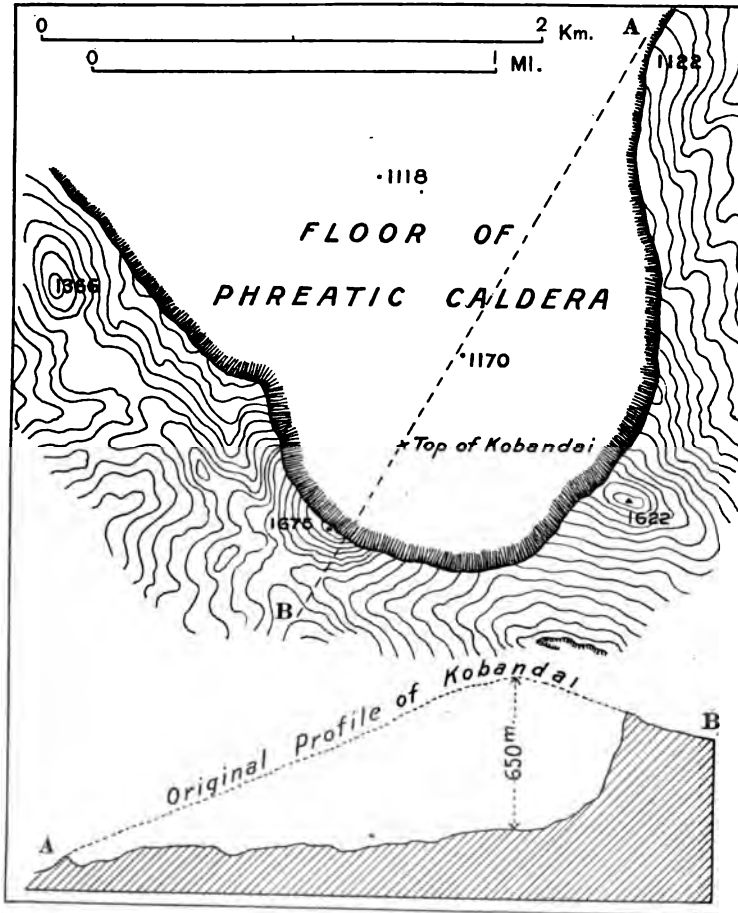 0 2 Km.
0 1 MI.
A
1122
1118
FLOOR OF
PHREATIC CALDERA
1366
1170
Top of Kobandai
1675
1622
B
Original Profile of Kobandai
650m.
A
B